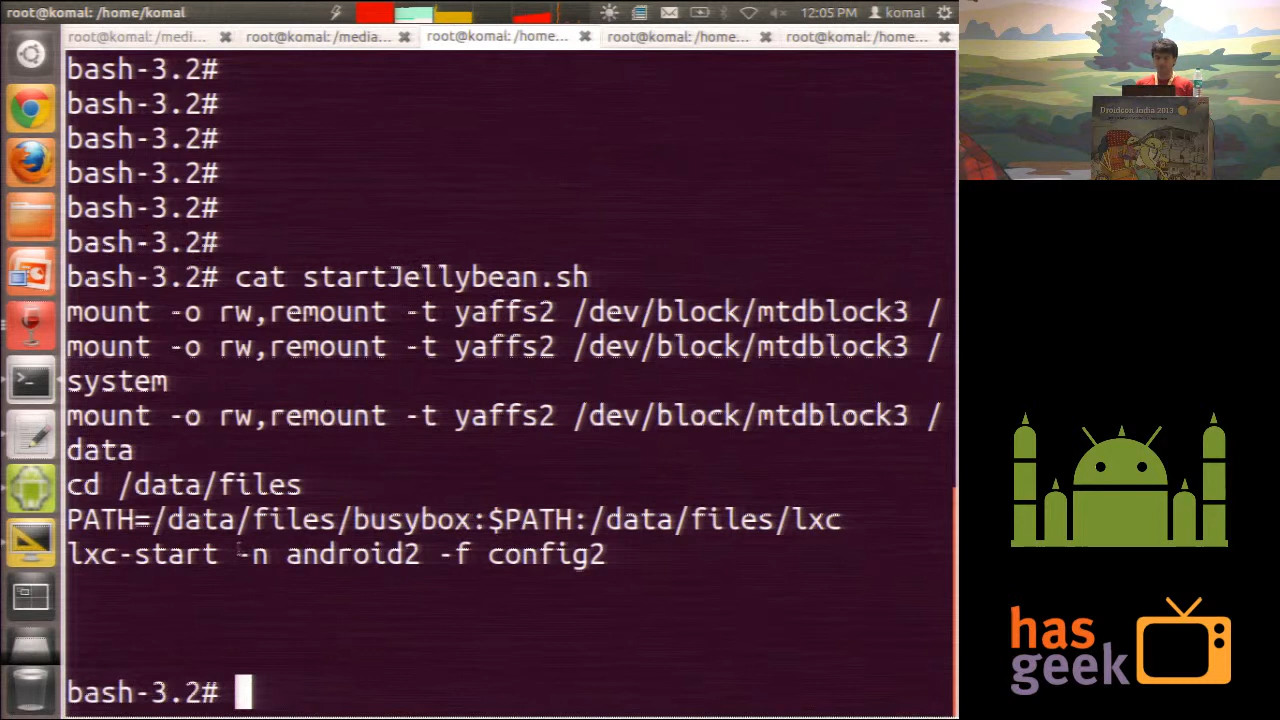 root@komal: /home/komal
12:05 PM
komal
root@komal: /medi...
root@komal: /media...
root@komal: /home...
root@komal: /home...
root@komal: /home...
bash-3.2#
bash-3.2#
bash-3.2#
bash-3.2#
bash-3.2#
bash-3.2#
bash-3.2# cat startJellybean.sh
mount -o rw,remount -t yaffs2 /dev/block/mtdblock3 /
mount -o rw,remount -t yaffs2 /dev/block/mtdblock3 /
system
mount -o rw,remount -t yaffs2 /dev/block/mtdblock3 /
data
cd /data/files
PATH=/data/files/busybox:$PATH:/data/files/lxc
lxc-start -n android2 -f config2
bash-3.2#
Droidcon India 2013
has
geek